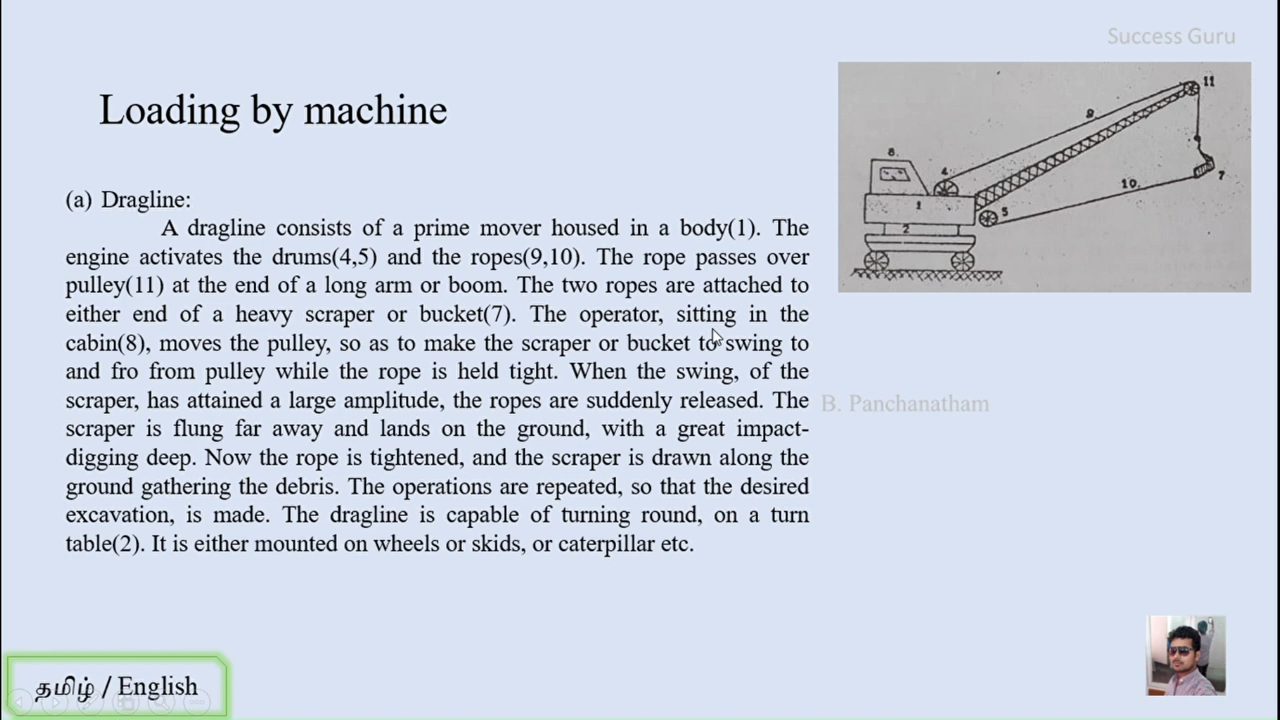 Success Guru
Loading by machine
(a) Dragline:
A dragline consists of a prime mover housed in a body(1). The
engine activates the drums(4,5) and the ropes(9,10). The rope passes over
pulley(11) at the end of a long arm or boom. The two ropes are attached to
either end of a heavy scraper or bucket(7). The operator, sitting in the
cabin(8), moves the pulley, so as to make the scraper or bucket to swing to
and fro from pulley while the rope is held tight. When the swing, of the
scraper, has attained a large amplitude, the ropes are suddenly released. The
scraper is flung far away and lands on the ground, with a great impact-
digging deep. Now the rope is tightened, and the scraper is drawn along the
ground gathering the debris. The operations are repeated, so that the desired
excavation, is made. The dragline is capable of turning round, on a turn
table(2). It is either mounted on wheels or skids, or caterpillar etc.
11
9
8.
4
7
10.
1
5
2
B. Panchanatham
தமிழ் / English